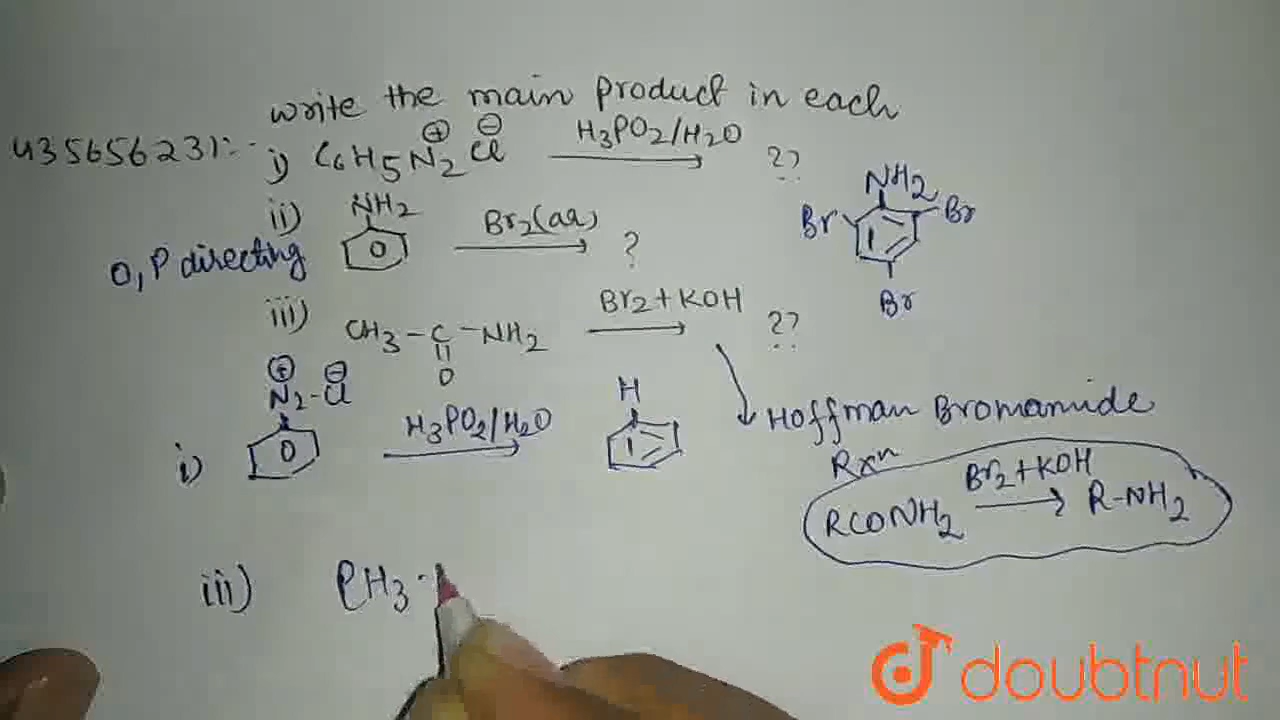 write the main product in each
435656231:-
i) C6H5N2 ⊕ Cl ⊖ H3PO2/H2O ??
ii) NH2 Br2(aq) ?
O, P directing
NH2 Br Br Br
iii) CH3-C-NH2 Br2+KOH ??
O
Hoffman Bromamide
Rxn
RCONH2 Br2+KOH R-NH2
i) ⊕ ⊖ N2-Cl H3PO2/H2O H
iii) CH3-
doubtnut